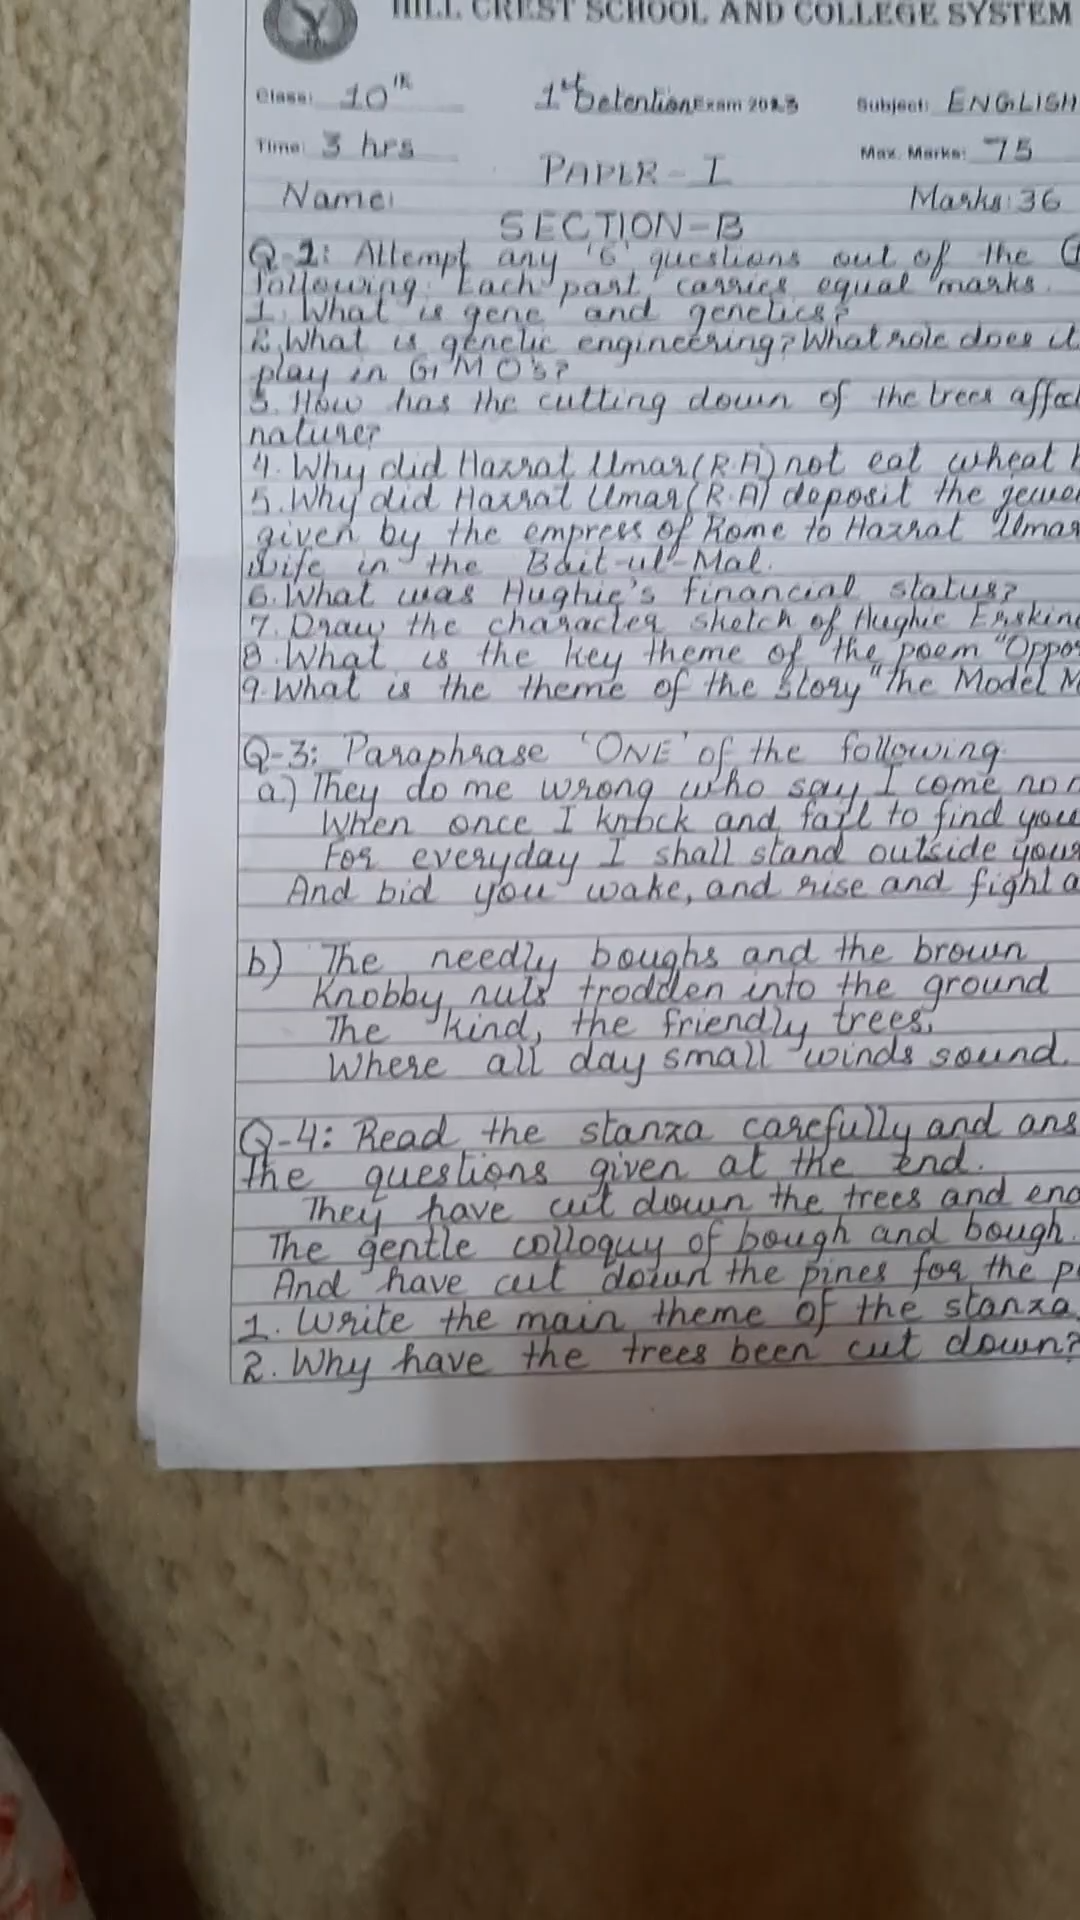 HILL CREST SCHOOL AND COLLEGE SYSTEM
Class: 10th 1st Detention Exam 2023 Subject: ENGLISH
Time: 3 hrs Max. Marks: 75
PAPER-I
Name: Marks: 36
SECTION-B
Q-2: Attempt any '6' questions out of the
following. Each part carries equal marks.
1. What is gene and genetics?
2. What is genetic engineering? What role does it
play in GMO's?
3. How has the cutting down of the trees affect
nature?
4. Why did Hazrat Umar (R.A) not eat wheat
5. Why did Hazrat Umar (R.A) deposit the
given by the empress of Rome to Hazrat Umar
wife in the Bait-ul-Mal.
6. What was Hughie's financial status?
7. Draw the character sketch of Hughie Erskine
8. What is the key theme of the poem "Oppor
9. What is the theme of the story "The Model M
Q-3: Paraphrase 'ONE' of the following.
a.) They do me wrong who say I come no
When once I knock and fail to find you
For everyday I shall stand outside your
And bid you wake, and rise and fight a
b) The needly boughs and the brown
Knobby nuts trodden into the ground
The kind, the friendly trees,
Where all day small winds sound.
Q-4: Read the stanza carefully and ans
the questions given at the end.
They have cut down the trees and end
The gentle colloquy of bough and bough.
And have cut down the pines for the p
1. Write the main theme of the stanza
2. Why have the trees been cut down?